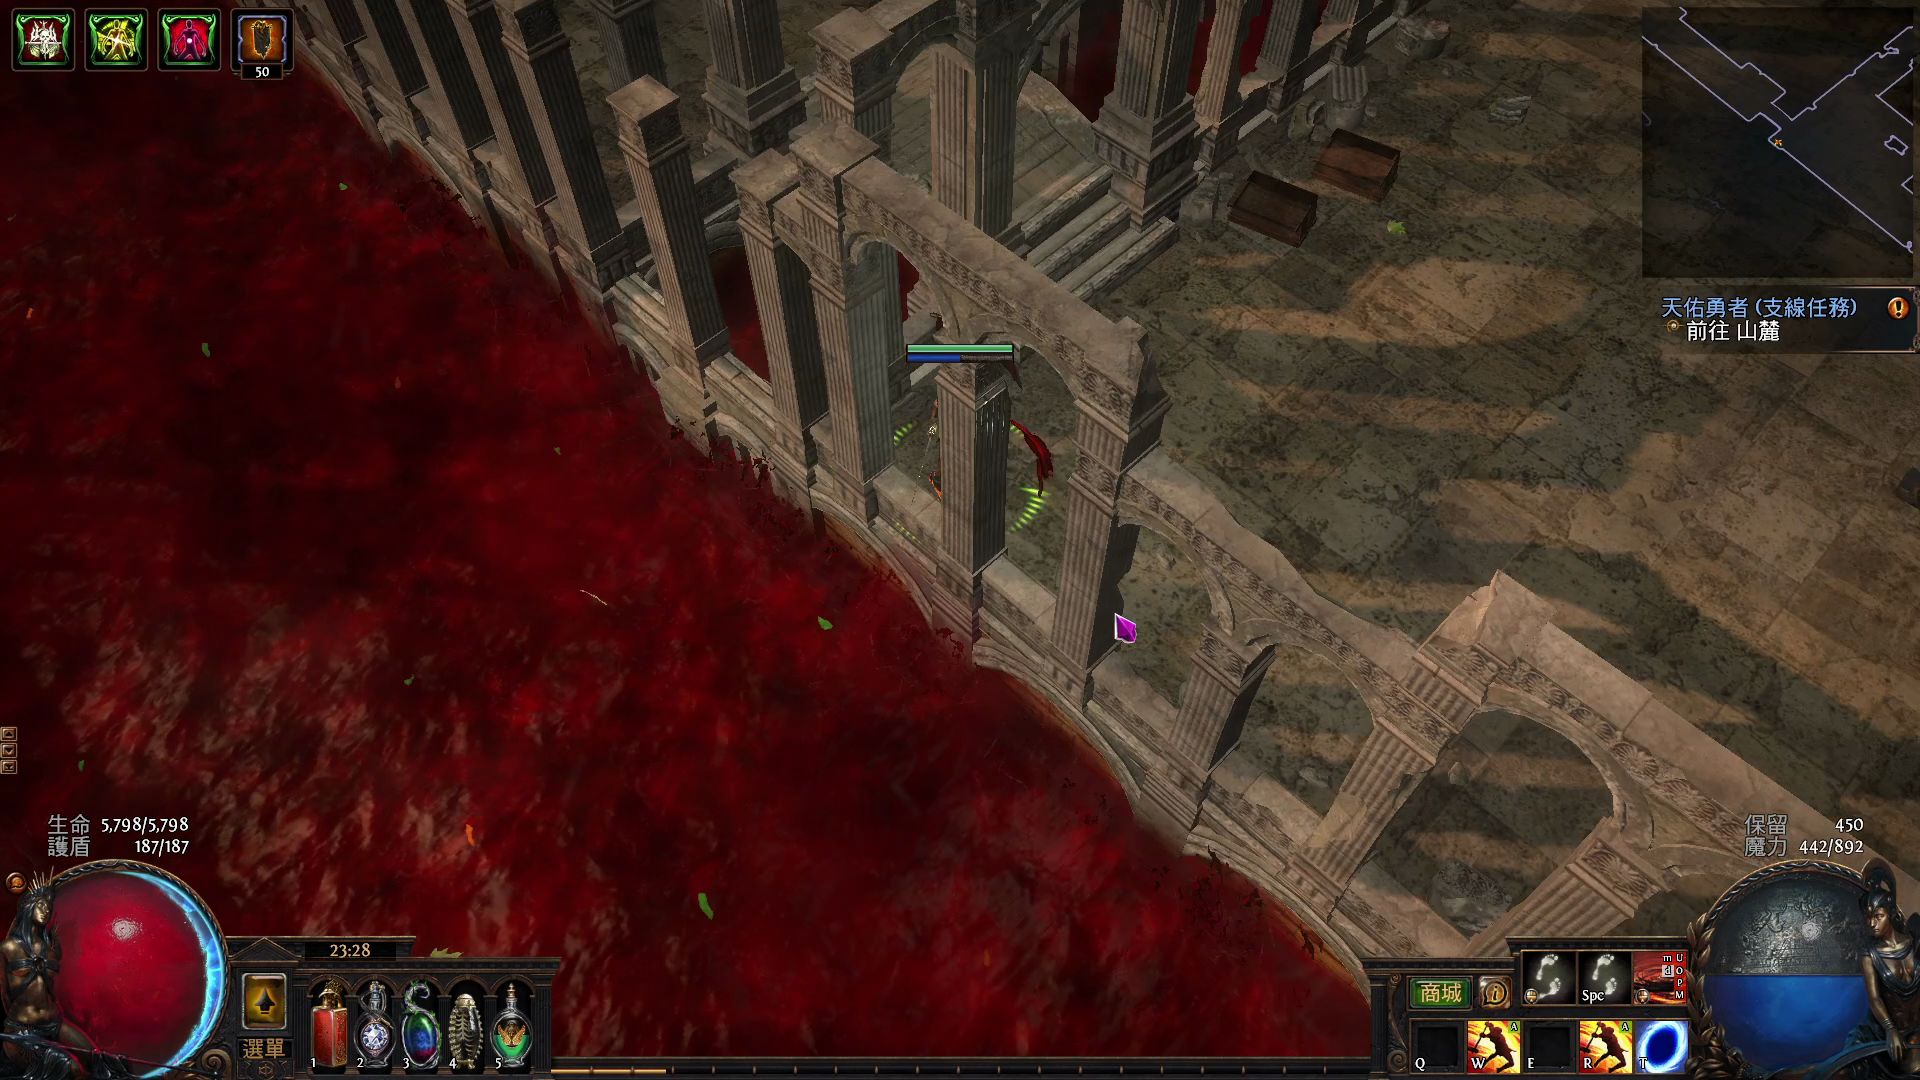 50
天佑勇者 (支線任務)
前往 山麓
生命 5,798/5,798
護盾 187/187
保留 450
魔力 442/892
23:28
選單
1 2 3 4 5
商城
Spc
m U
d O
P
M
Q W A E R A T